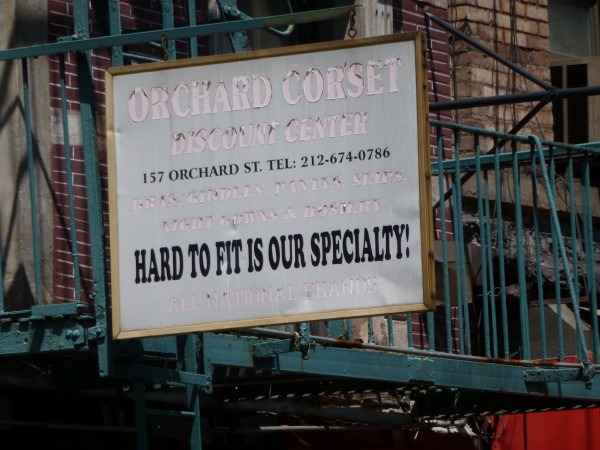 ORCHARD CORSET
DISCOUNT CENTER
157 ORCHARD ST. TEL: 212-674-0786
BRAS, GIRDLES, PANTYS, SLIPS,
NIGHT GOWNS & HOSIERY
HARD TO FIT IS OUR SPECIALTY!
ALL NATIONAL BRANDS